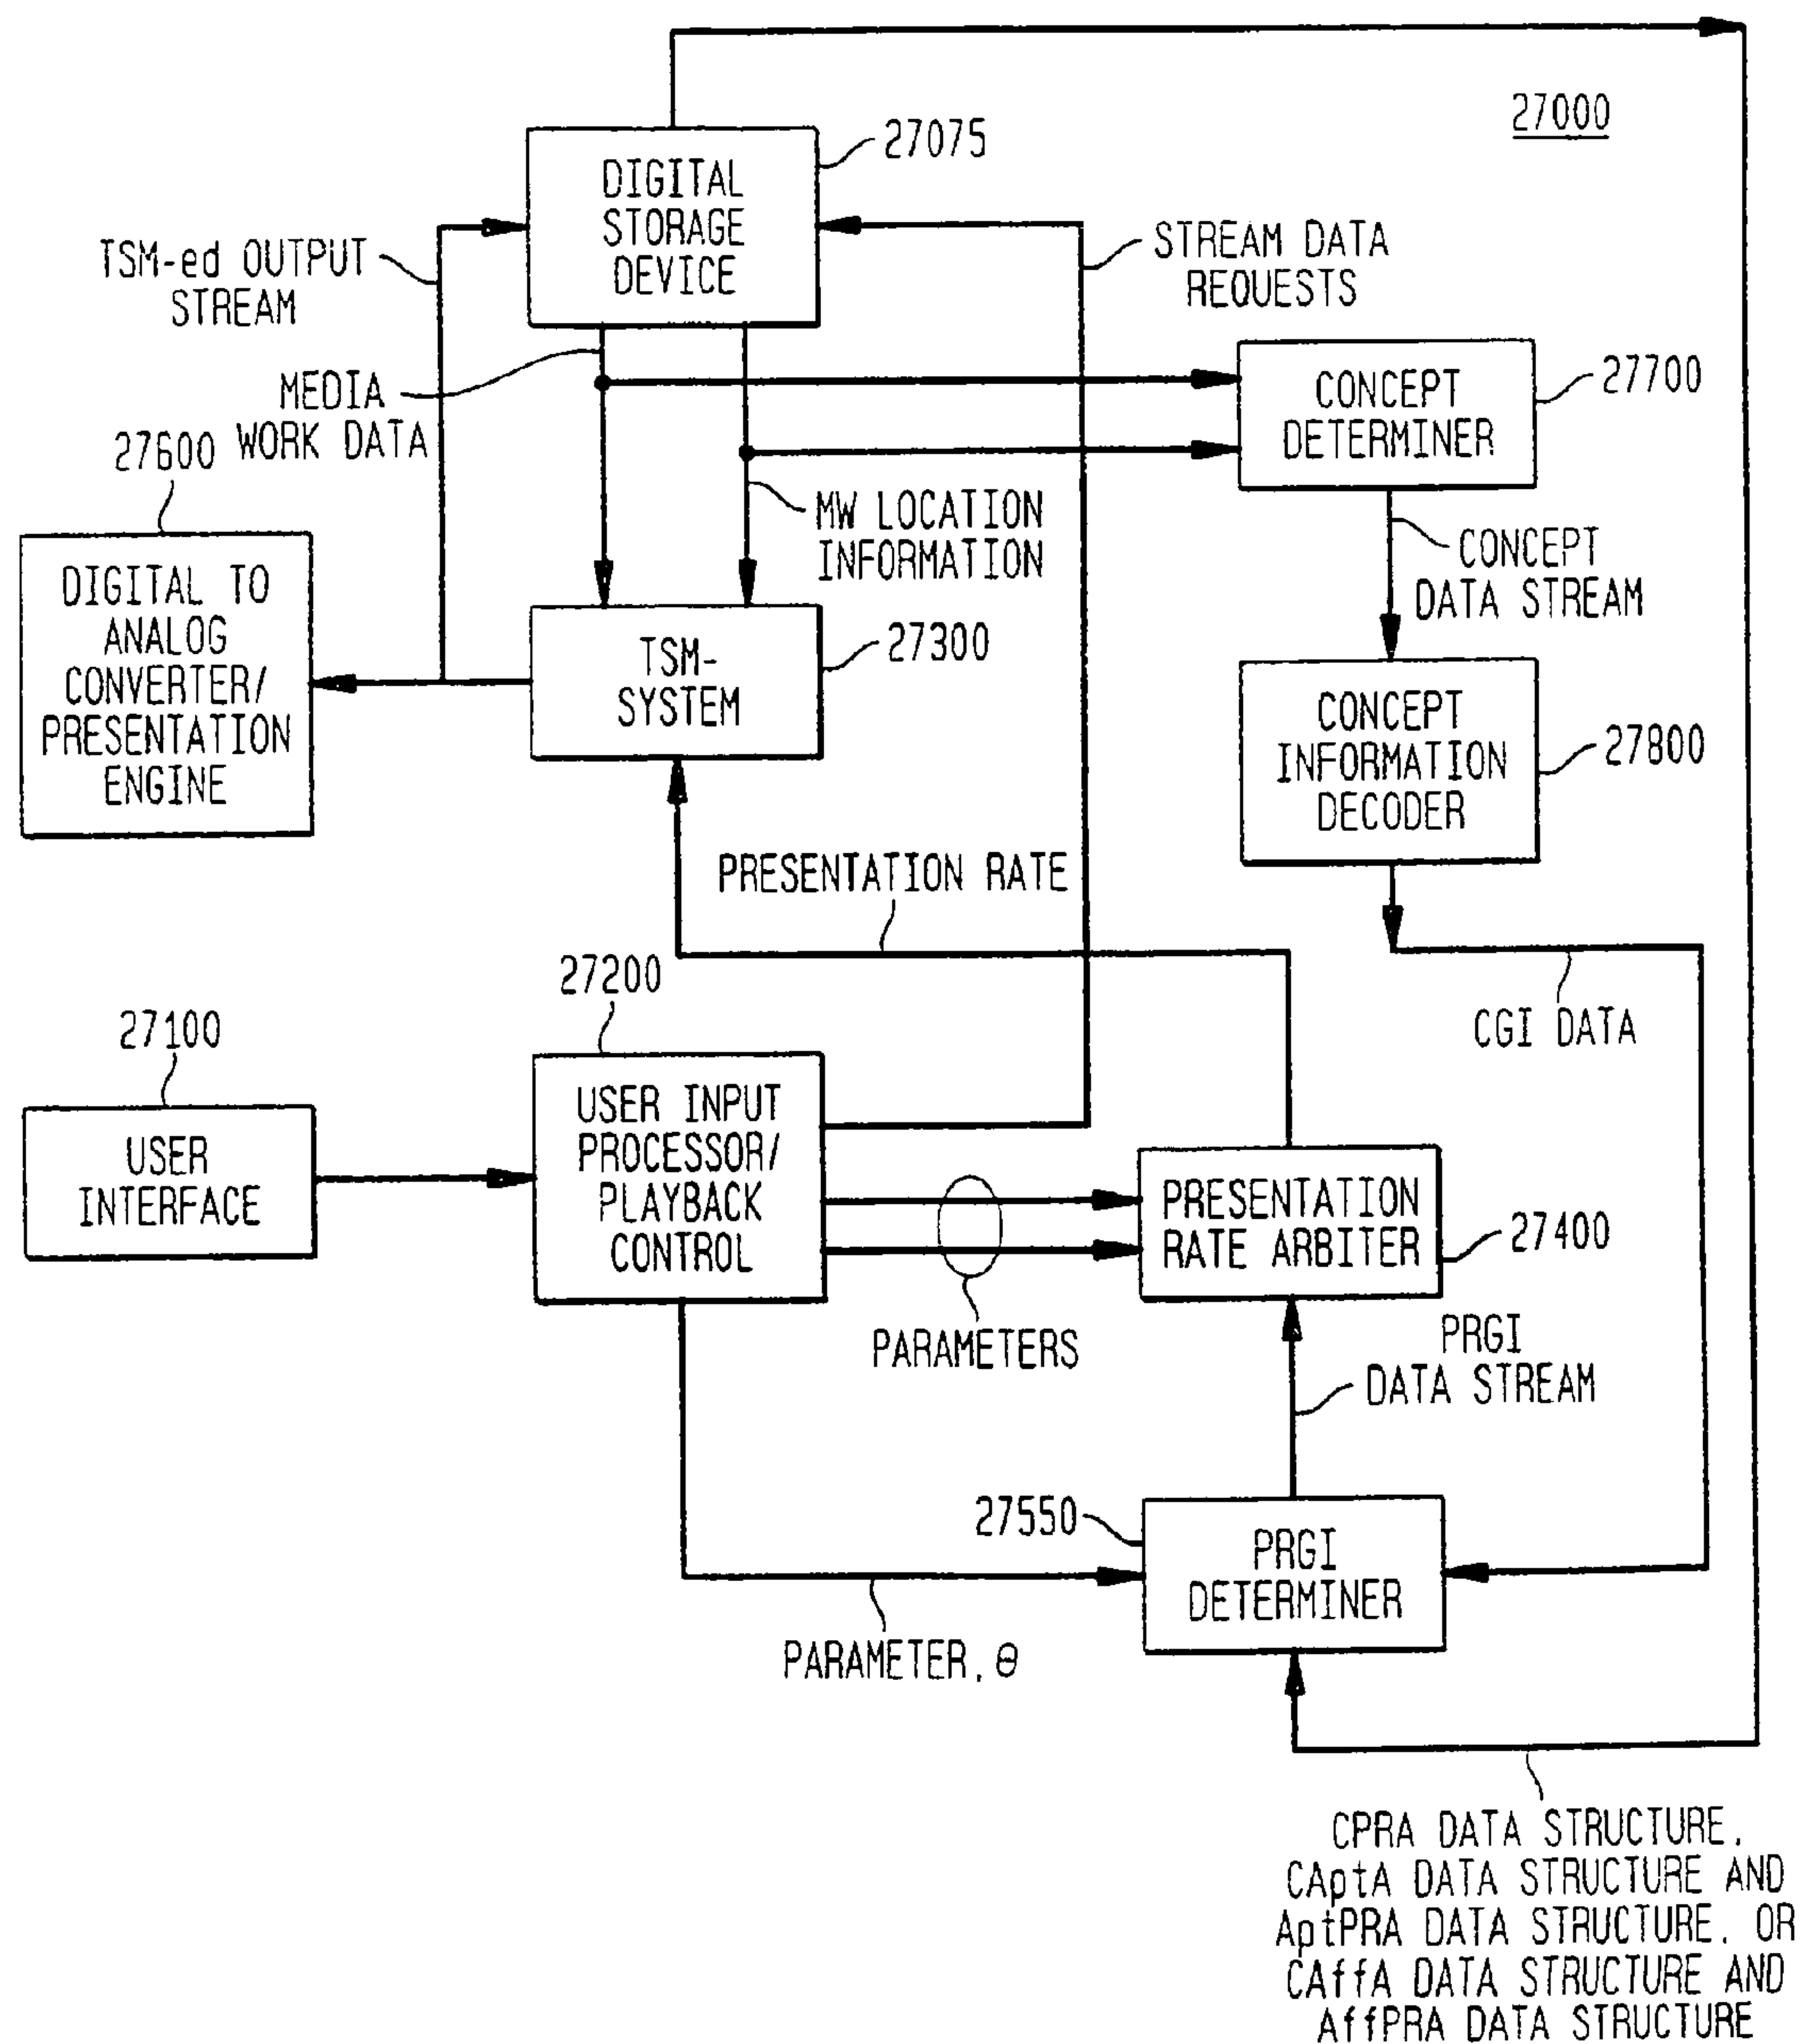 27000
27075
DIGITAL
STORAGE
DEVICE
TSM-ed OUTPUT
STREAM
STREAM DATA
REQUESTS
MEDIA
WORK DATA
27700
CONCEPT
DETERMINER
27600
MW LOCATION
INFORMATION
CONCEPT
DATA STREAM
DIGITAL TO
ANALOG
CONVERTER/
PRESENTATION
ENGINE
TSM-
SYSTEM
27300
CONCEPT
INFORMATION
DECODER
27800
PRESENTATION RATE
27200
CGI DATA
27100
USER
INTERFACE
USER INPUT
PROCESSOR/
PLAYBACK
CONTROL
PRESENTATION
RATE ARBITER
27400
PARAMETERS
PRGI
DATA STREAM
27550
PRGI
DETERMINER
PARAMETER, θ
CPRA DATA STRUCTURE,
CAptA DATA STRUCTURE AND
AptPRA DATA STRUCTURE, OR
CAffA DATA STRUCTURE AND
AffPRA DATA STRUCTURE